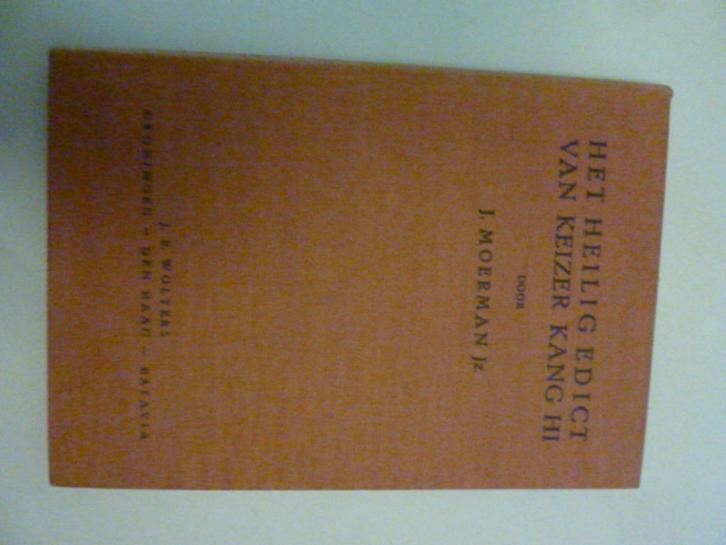 HET HEILIG EDICT
VAN KEIZER KANG HI
DOOR
J. MOERMAN Jz
J. B. WOLTERS
GRONINGEN – DEN HAAG – BATAVIA